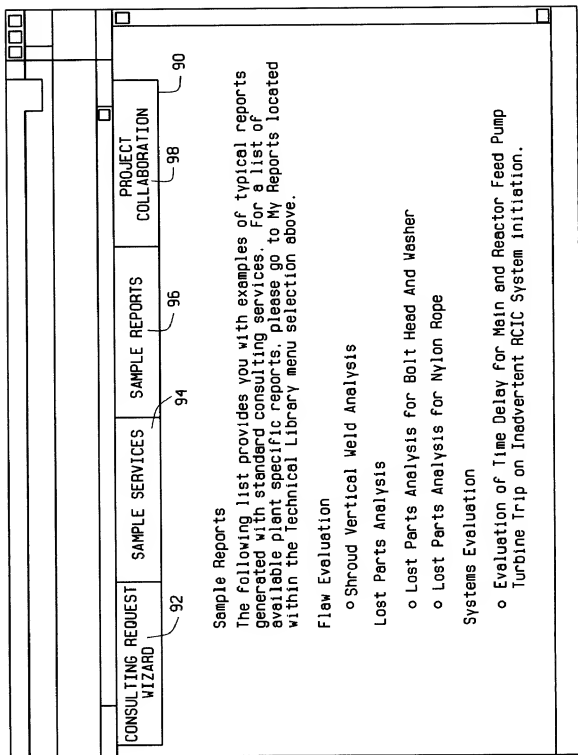 CONSULTING REQUEST
WIZARD
92
SAMPLE SERVICES
94
SAMPLE REPORTS
96
PROJECT
COLLABORATION
98
90
Sample Reports
The following list provides you with examples of typical reports
generated with standard consulting services. For a list of
available plant specific reports, please go to My Reports located
within the Technical Library menu selection above.
Flaw Evaluation
o Shroud Vertical Weld Analysis
Lost Parts Analysis
o Lost Parts Analysis for Bolt Head And Washer
o Lost Parts Analysis for Nylon Rope
Systems Evaluation
o Evaluation of Time Delay for Main and Reactor Feed Pump
Turbine Trip on Inadvertent RCIC System initiation.